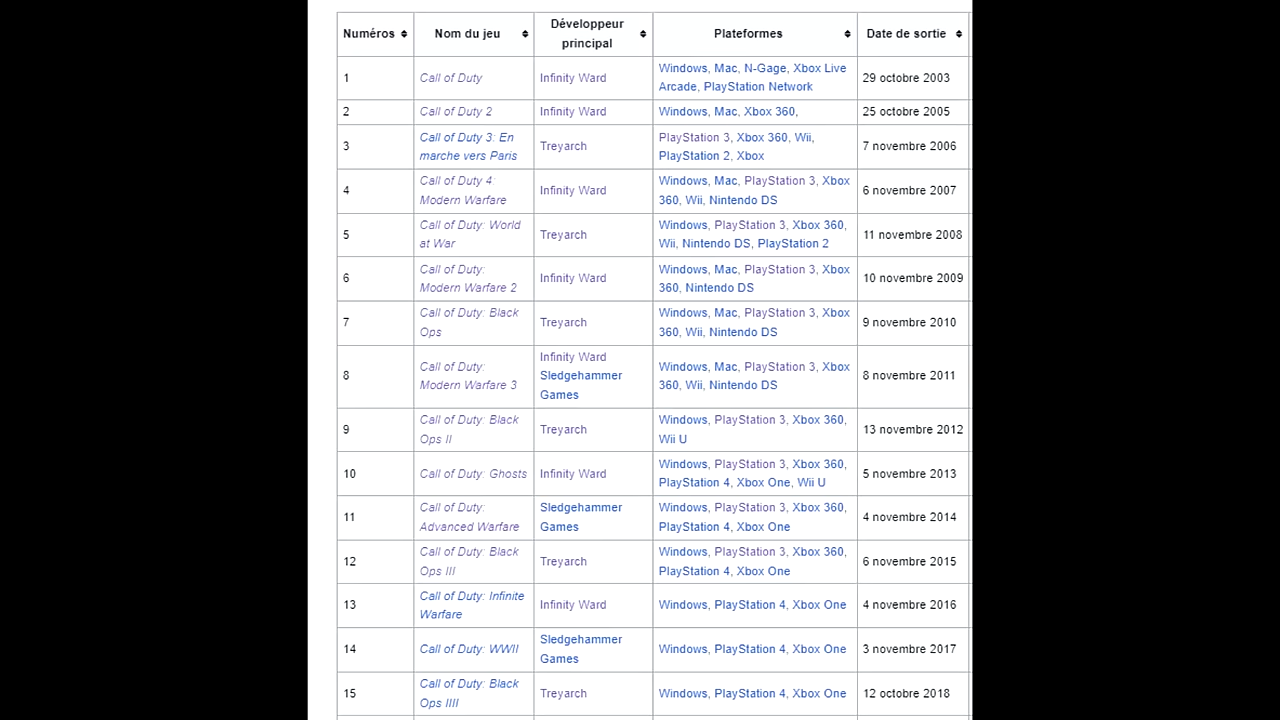 Numéros Nom du jeu Développeur principal Plateformes Date de sortie
1 Call of Duty Infinity Ward Windows, Mac, N-Gage, Xbox Live Arcade, PlayStation Network 29 octobre 2003
2 Call of Duty 2 Infinity Ward Windows, Mac, Xbox 360, 25 octobre 2005
3 Call of Duty 3: En marche vers Paris Treyarch PlayStation 3, Xbox 360, Wii, PlayStation 2, Xbox 7 novembre 2006
4 Call of Duty 4: Modern Warfare Infinity Ward Windows, Mac, PlayStation 3, Xbox 360, Wii, Nintendo DS 6 novembre 2007
5 Call of Duty: World at War Treyarch Windows, PlayStation 3, Xbox 360, Wii, Nintendo DS, PlayStation 2 11 novembre 2008
6 Call of Duty: Modern Warfare 2 Infinity Ward Windows, Mac, PlayStation 3, Xbox 360, Nintendo DS 10 novembre 2009
7 Call of Duty: Black Ops Treyarch Windows, Mac, PlayStation 3, Xbox 360, Wii, Nintendo DS 9 novembre 2010
8 Call of Duty: Modern Warfare 3 Infinity Ward Sledgehammer Games Windows, Mac, PlayStation 3, Xbox 360, Wii, Nintendo DS 8 novembre 2011
9 Call of Duty: Black Ops II Treyarch Windows, PlayStation 3, Xbox 360, Wii U 13 novembre 2012
10 Call of Duty: Ghosts Infinity Ward Windows, PlayStation 3, Xbox 360, PlayStation 4, Xbox One, Wii U 5 novembre 2013
11 Call of Duty: Advanced Warfare Sledgehammer Games Windows, PlayStation 3, Xbox 360, PlayStation 4, Xbox One 4 novembre 2014
12 Call of Duty: Black Ops III Treyarch Windows, PlayStation 3, Xbox 360, PlayStation 4, Xbox One 6 novembre 2015
13 Call of Duty: Infinite Warfare Infinity Ward Windows, PlayStation 4, Xbox One 4 novembre 2016
14 Call of Duty: WWII Sledgehammer Games Windows, PlayStation 4, Xbox One 3 novembre 2017
15 Call of Duty: Black Ops IIII Treyarch Windows, PlayStation 4, Xbox One 12 octobre 2018